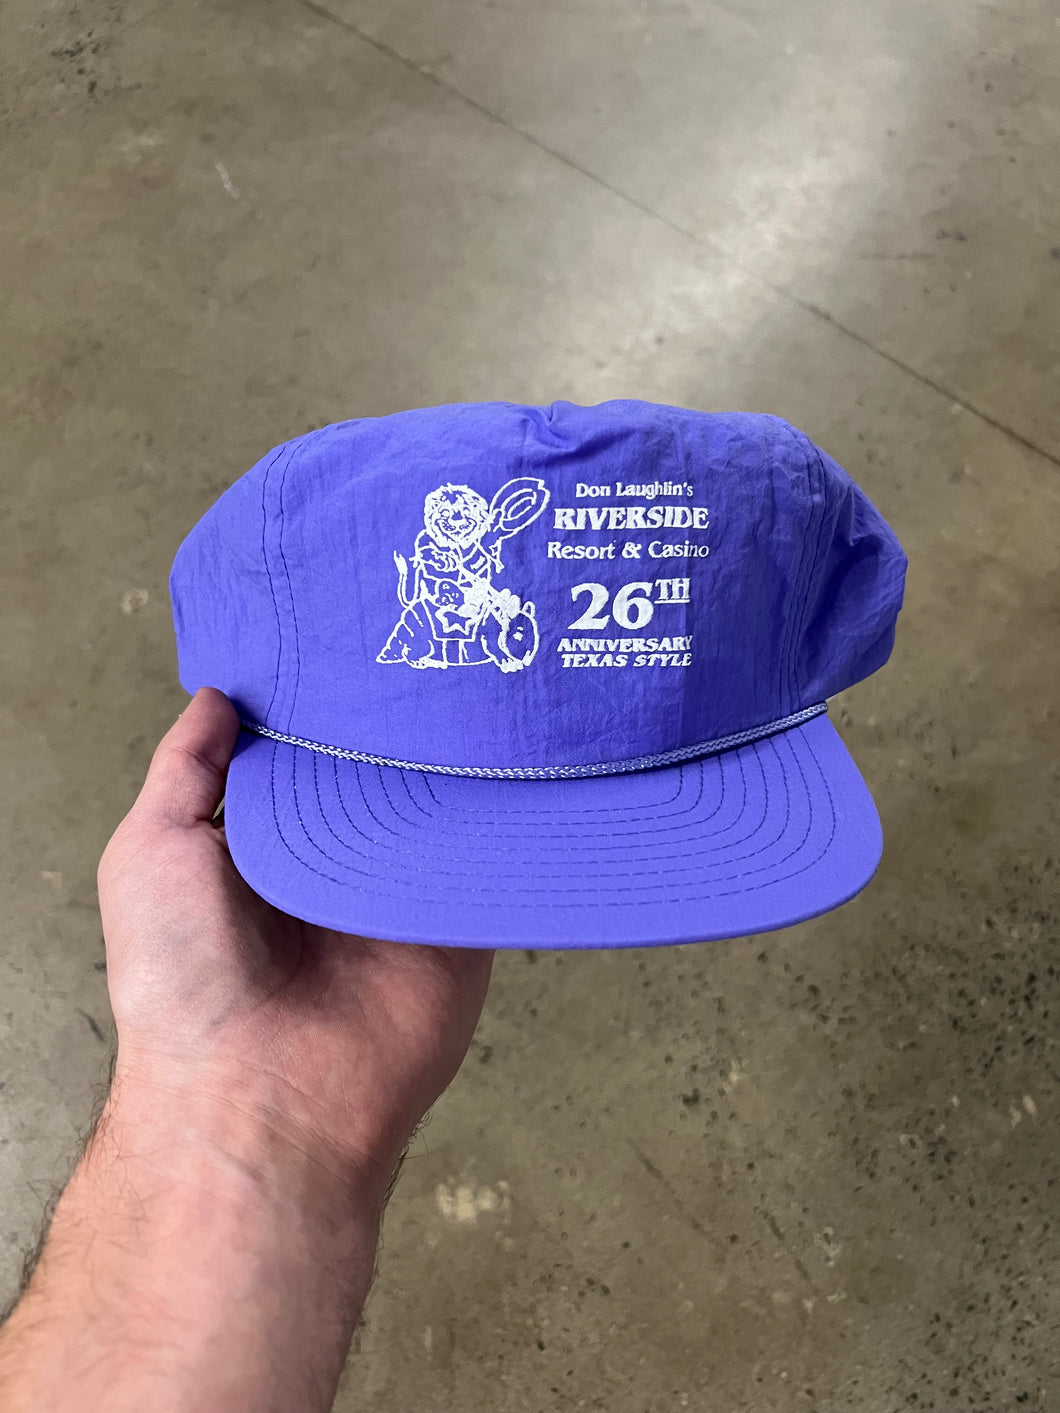 Don Laughlin's
RIVERSIDE
Resort & Casino
26TH
ANNIVERSARY
TEXAS STYLE